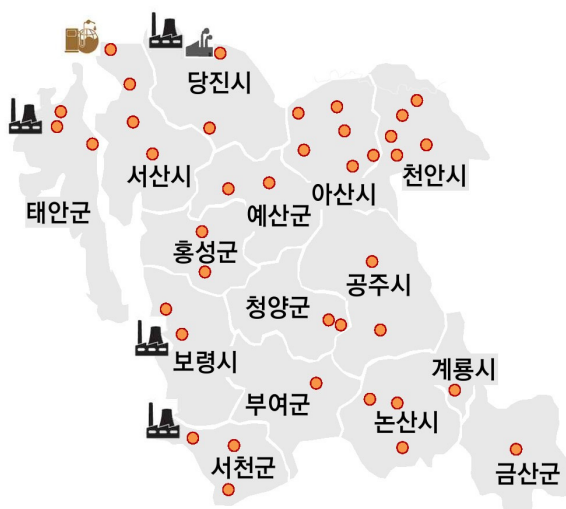 당진시
서산시
아산시
천안시
태안군
예산군
홍성군
공주시
청양군
보령시
계룡시
부여군
논산시
서천군
금산군